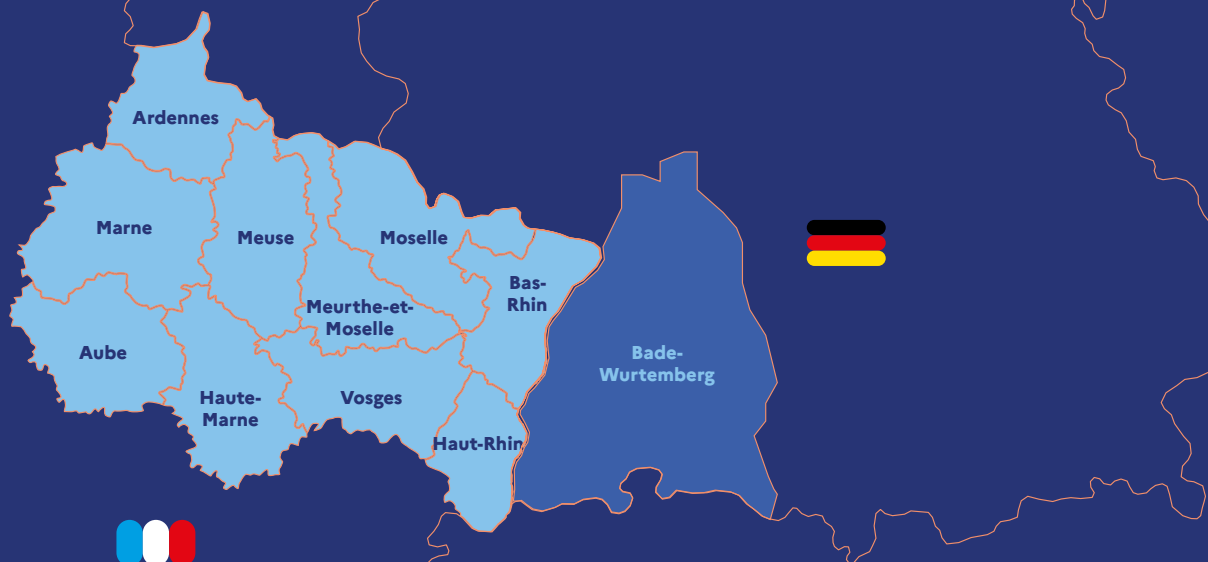 Ardennes
Marne
Meuse
Moselle
Bas-
Rhin
Meurthe-et-
Moselle
Aube
Bade-
Wurtemberg
Haute-
Marne
Vosges
Haut-Rhin